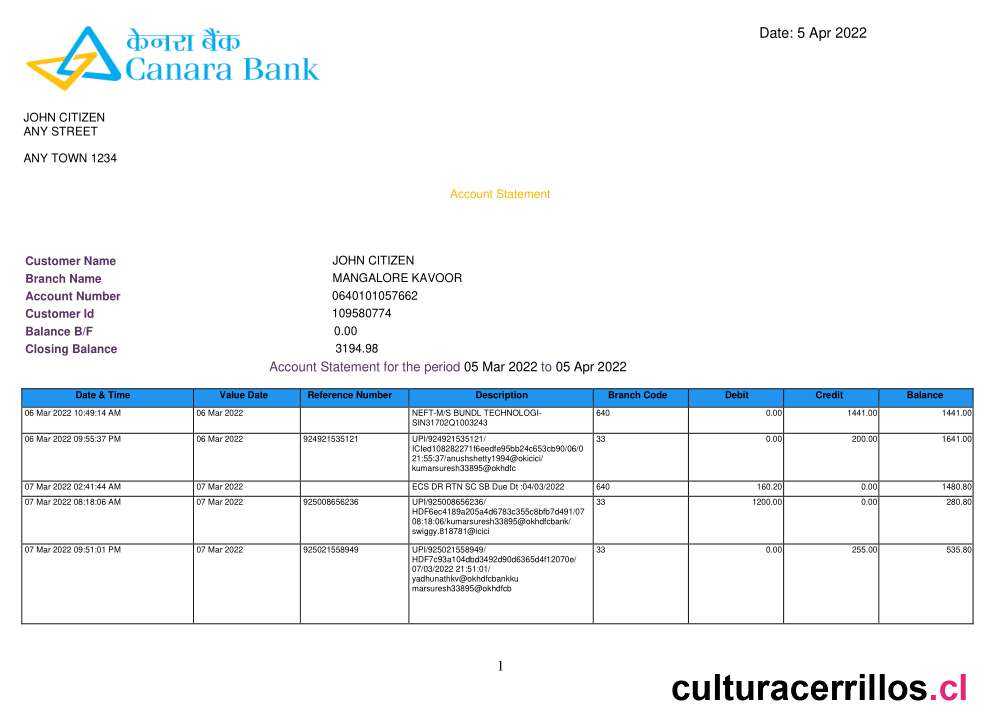 केनरा बैंक
Canara Bank
Date: 5 Apr 2022
JOHN CITIZEN
ANY STREET
ANY TOWN 1234
Account Statement
Customer Name JOHN CITIZEN
Branch Name MANGALORE KAVOOR
Account Number 0640101057662
Customer Id 109580774
Balance B/F 0.00
Closing Balance 3194.98
Account Statement for the period 05 Mar 2022 to 05 Apr 2022
Date & Time Value Date Reference Number Description Branch Code Debit Credit Balance
06 Mar 2022 10:49:14 AM 06 Mar 2022 NEFT-M/S BUNDL TECHNOLOGI- 640 0.00 1441.00 1441.00
SIN31702Q1003243
06 Mar 2022 09:55:37 PM 06 Mar 2022 924921535121 UPI/924921535121/ 33 0.00 200.00 1641.00
ICIed108282271f6eedfe95bb24c653cb90/06/0
21:55:37/anushshetty1994@okicici/
kumarsuresh33895@okhdfc
07 Mar 2022 02:41:44 AM 07 Mar 2022 ECS DR RTN SC SB Due Dt :04/03/2022 640 160.20 0.00 1480.80
07 Mar 2022 08:18:06 AM 07 Mar 2022 925008656236 UPI/925008656236/ 33 1200.00 0.00 280.80
HDF6ec4189a205a4d6783c355c8bfb7d491/07
08:18:06/kumarsuresh33895@okhdfcbank/
swiggy.818781@icici
07 Mar 2022 09:51:01 PM 07 Mar 2022 925021558949 UPI/925021558949/ 33 0.00 255.00 535.80
HDF7c93a104dbd3492d90d6365d4f12070e/
07/03/2022 21:51:01/
yadhunathkv@okhdfcbankku
marsuresh33895@okhdfcb
1
culturacerrillos.cl